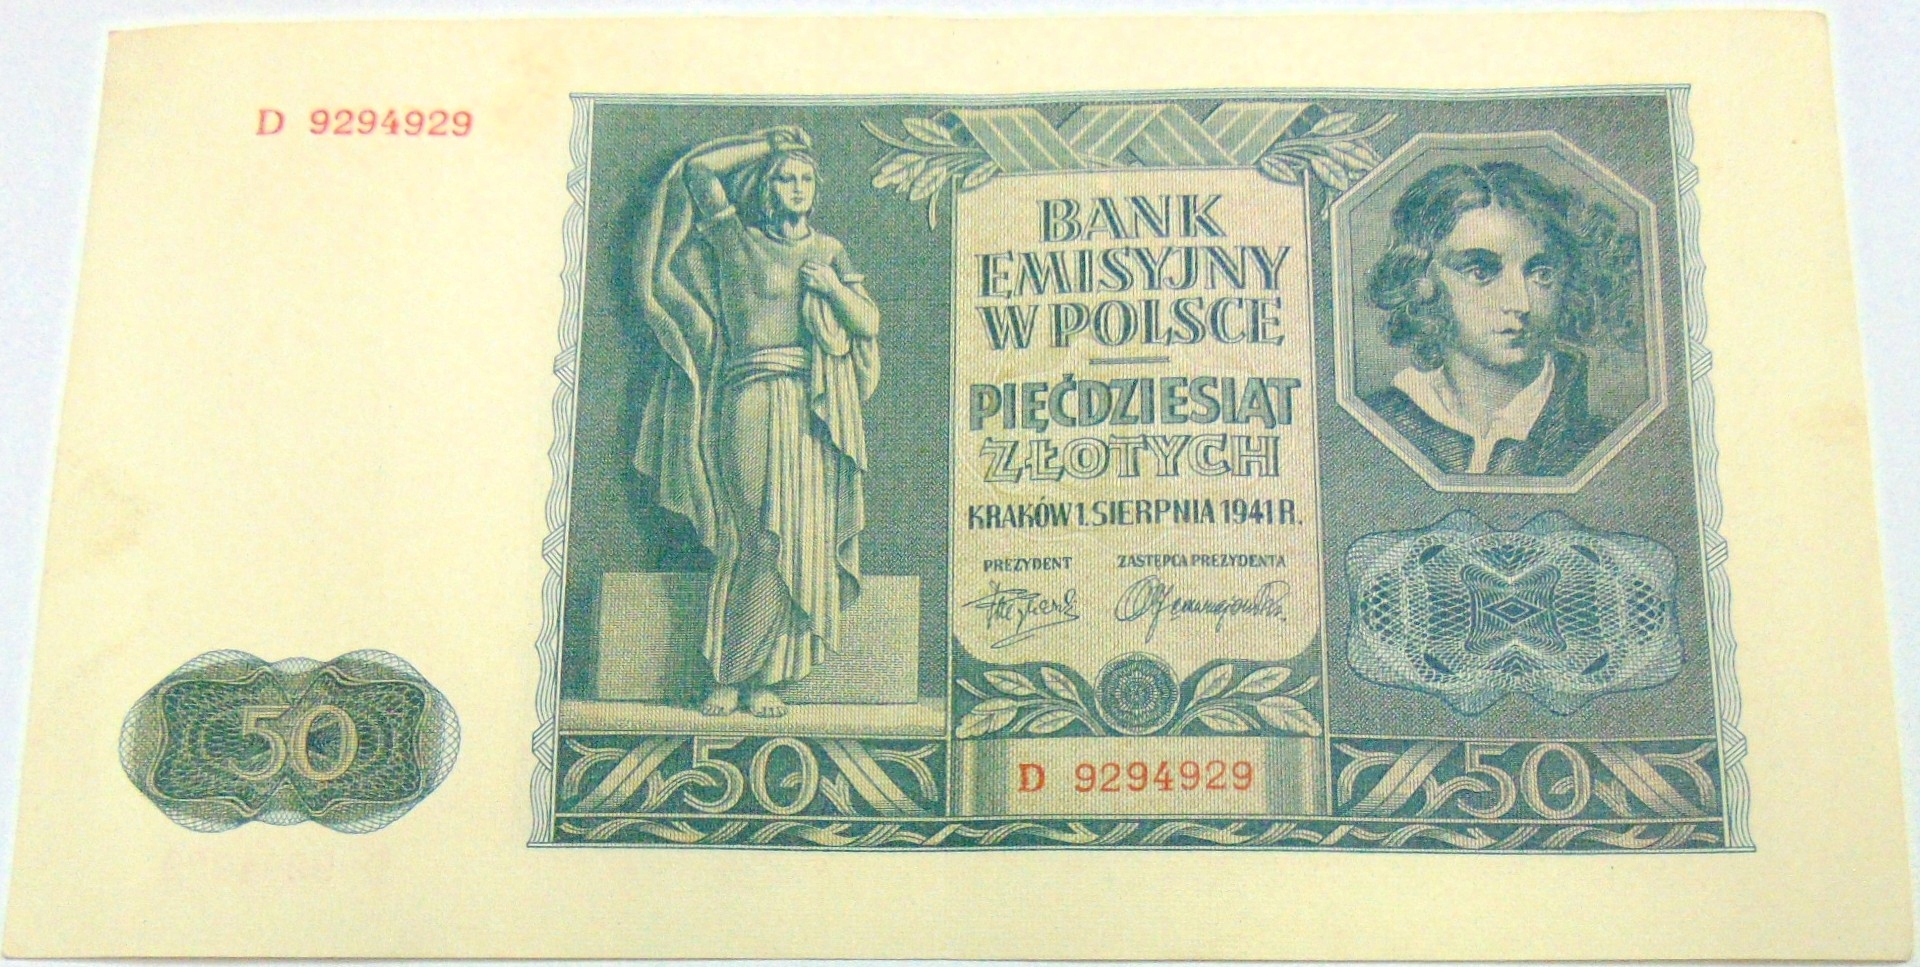 D 9294929
BANK
EMISYJNY
W POLSCE
PIĘĆDZIESIĄT
ZŁOTYCH
KRAKÓW 1. SIERPNIA 1941 R.
PREZYDENT ZASTĘPCA PREZYDENTA
50
50
D 9294929
50